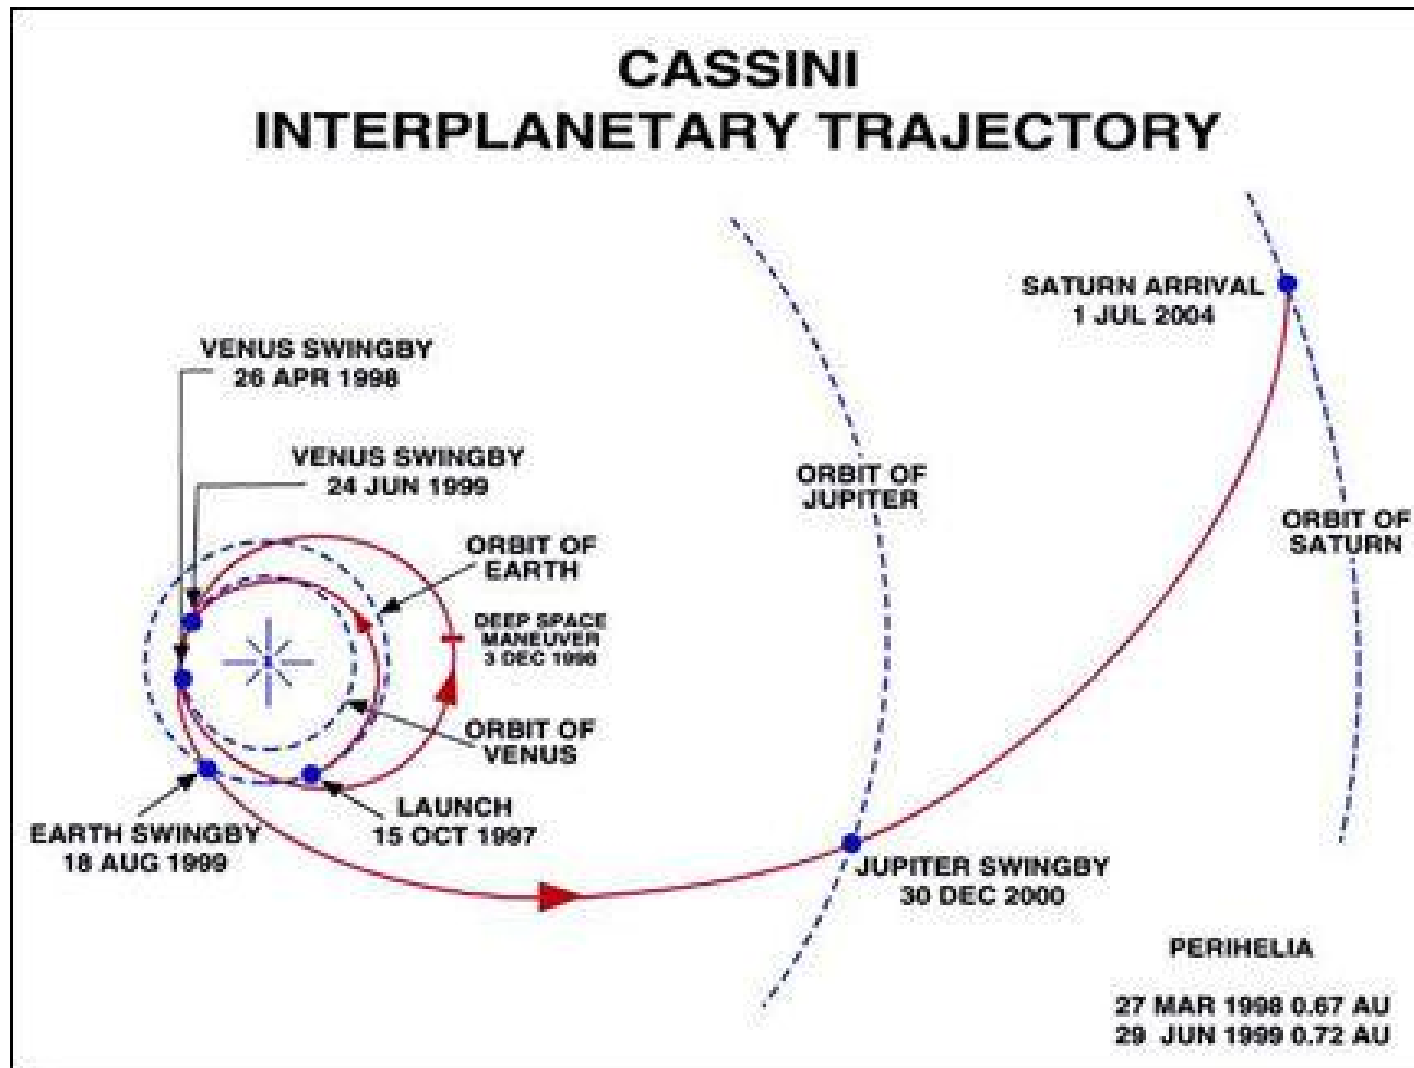 CASSINI
INTERPLANETARY TRAJECTORY
SATURN ARRIVAL
1 JUL 2004
VENUS SWINGBY
26 APR 1998
VENUS SWINGBY
24 JUN 1999
ORBIT OF
JUPITER
ORBIT OF
SATURN
ORBIT OF
EARTH
DEEP SPACE
MANEUVER
3 DEC 1998
ORBIT OF
VENUS
LAUNCH
15 OCT 1997
EARTH SWINGBY
18 AUG 1999
JUPITER SWINGBY
30 DEC 2000
PERIHELIA
27 MAR 1998 0.67 AU
29 JUN 1999 0.72 AU